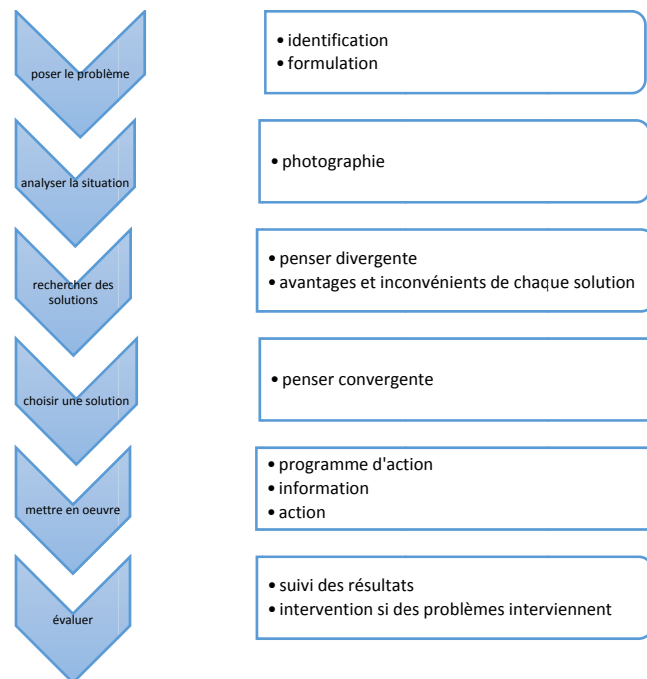 poser le problème
• identification
• formulation
analyser la situation
• photographie
rechercher des
solutions
• penser divergente
• avantages et inconvénients de chaque solution
choisir une solution
• penser convergente
mettre en oeuvre
• programme d'action
• information
• action
évaluer
• suivi des résultats
• intervention si des problèmes interviennent